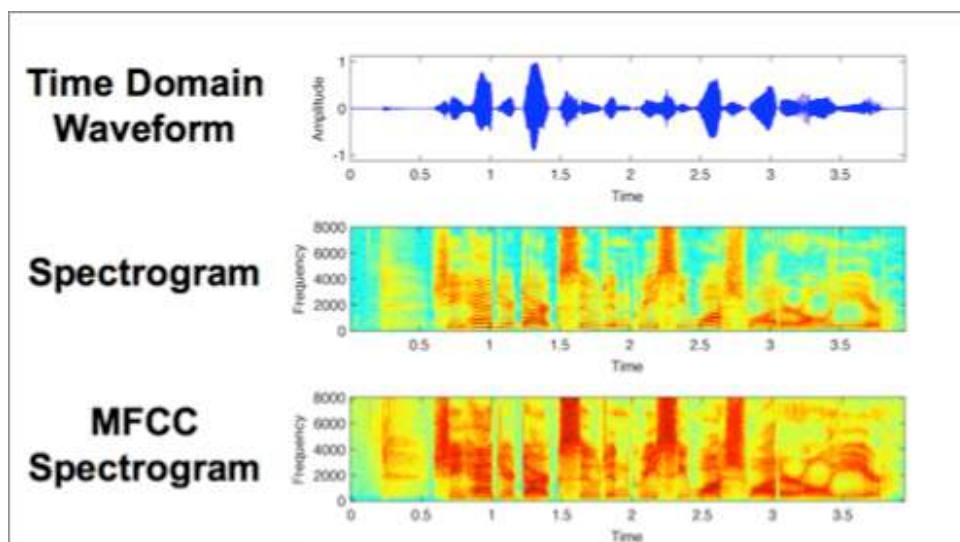 Time Domain
Waveform
Amplitude
1
0
-1
0 0.5 1 1.5 2 2.5 3 3.5
Time
Spectrogram
Frequency
8000
6000
4000
2000
0
0.5 1 1.5 2 2.5 3 3.5
Time
MFCC
Spectrogram
Frequency
8000
6000
4000
2000
0
0 0.5 1 1.5 2 2.5 3 3.5
Time